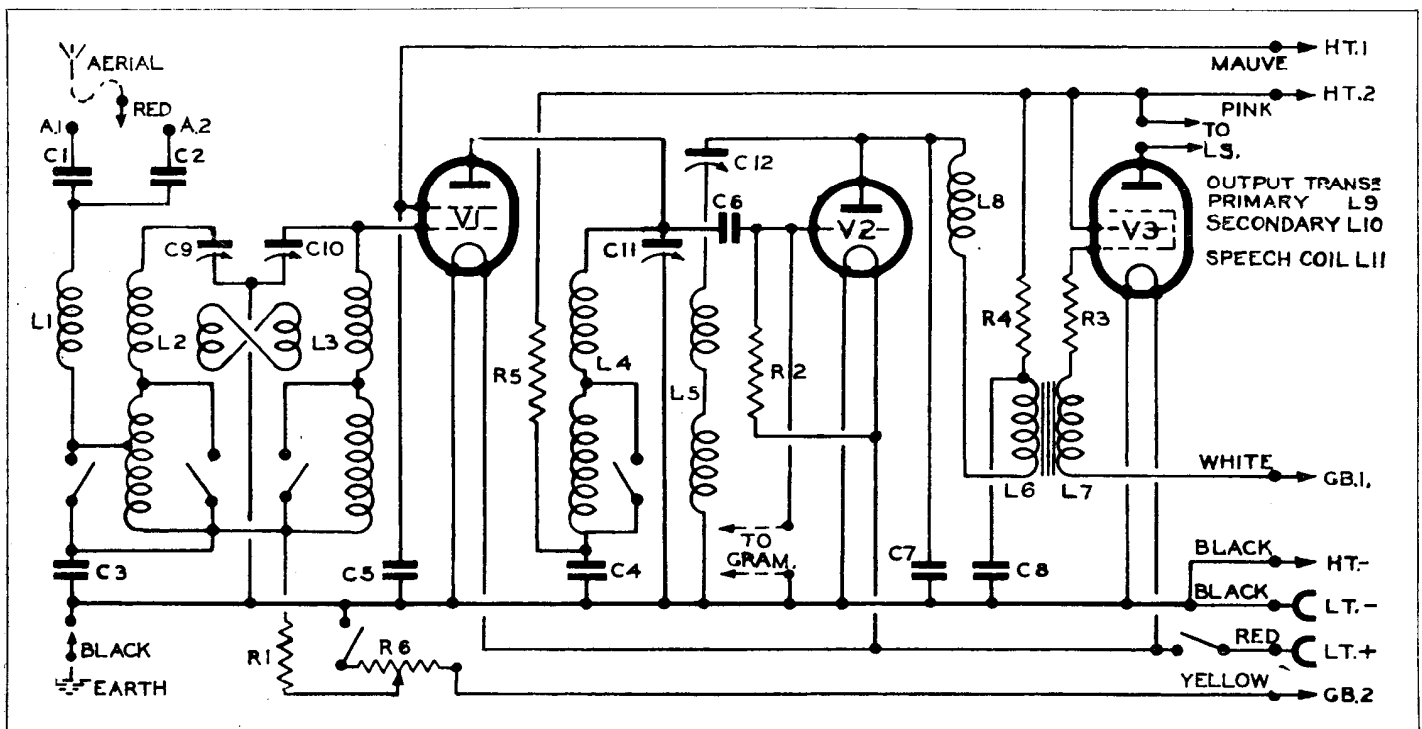 AERIAL
RED
A.1
A.2
C1
C2
L1
C9
C10
L2
L3
C3
BLACK
EARTH
R1
R6
C5
V1
R5
C11
L4
C4
C6
C12
L5
R2
TO
GRAM.
V2
L8
C7
C8
R4
R3
L6
L7
V3
MAUVE
HT.1
PINK
HT.2
TO
LS.
OUTPUT TRANSF
PRIMARY L9
SECONDARY L10
SPEECH COIL L11
WHITE
GB.1.
BLACK
HT.-
BLACK
LT.-
RED
LT.+
YELLOW
GB.2